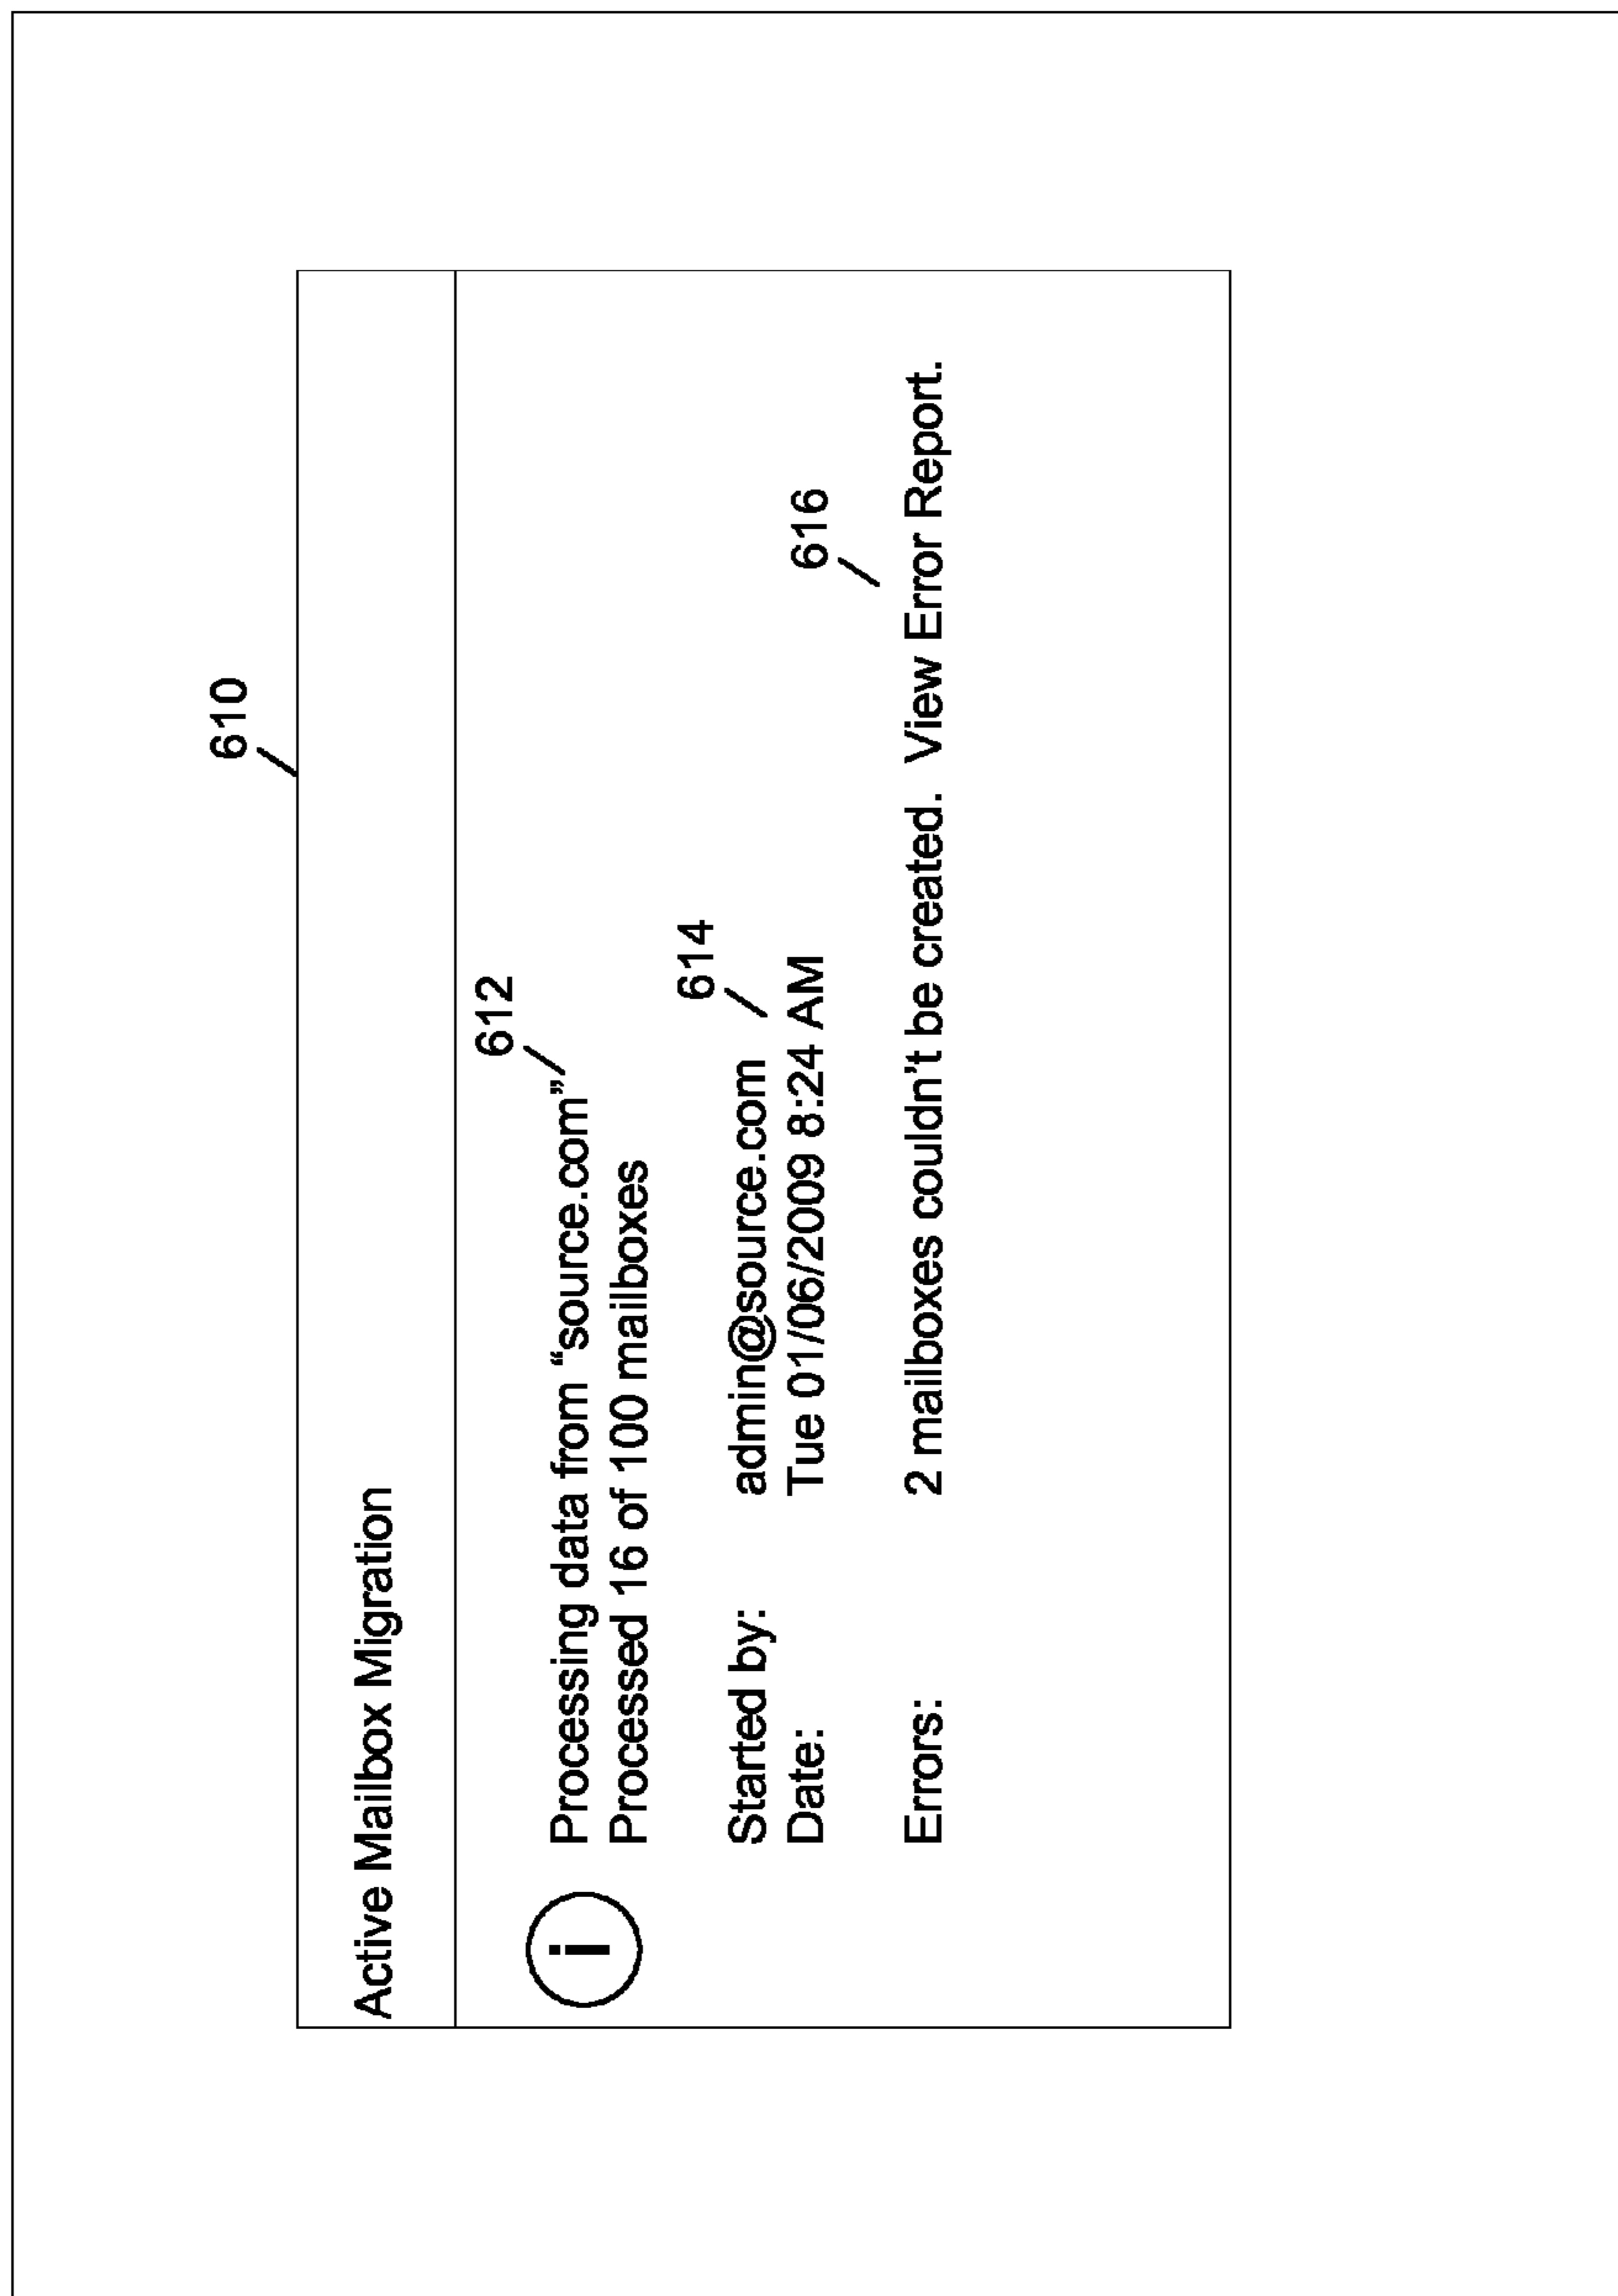 610
Active Mailbox Migration
612
i
Processing data from “source.com”
Processed 16 of 100 mailboxes
614
Started by: admin@source.com
Date: Tue 01/06/2009 8:24 AM
616
Errors: 2 mailboxes couldn’t be created. View Error Report.